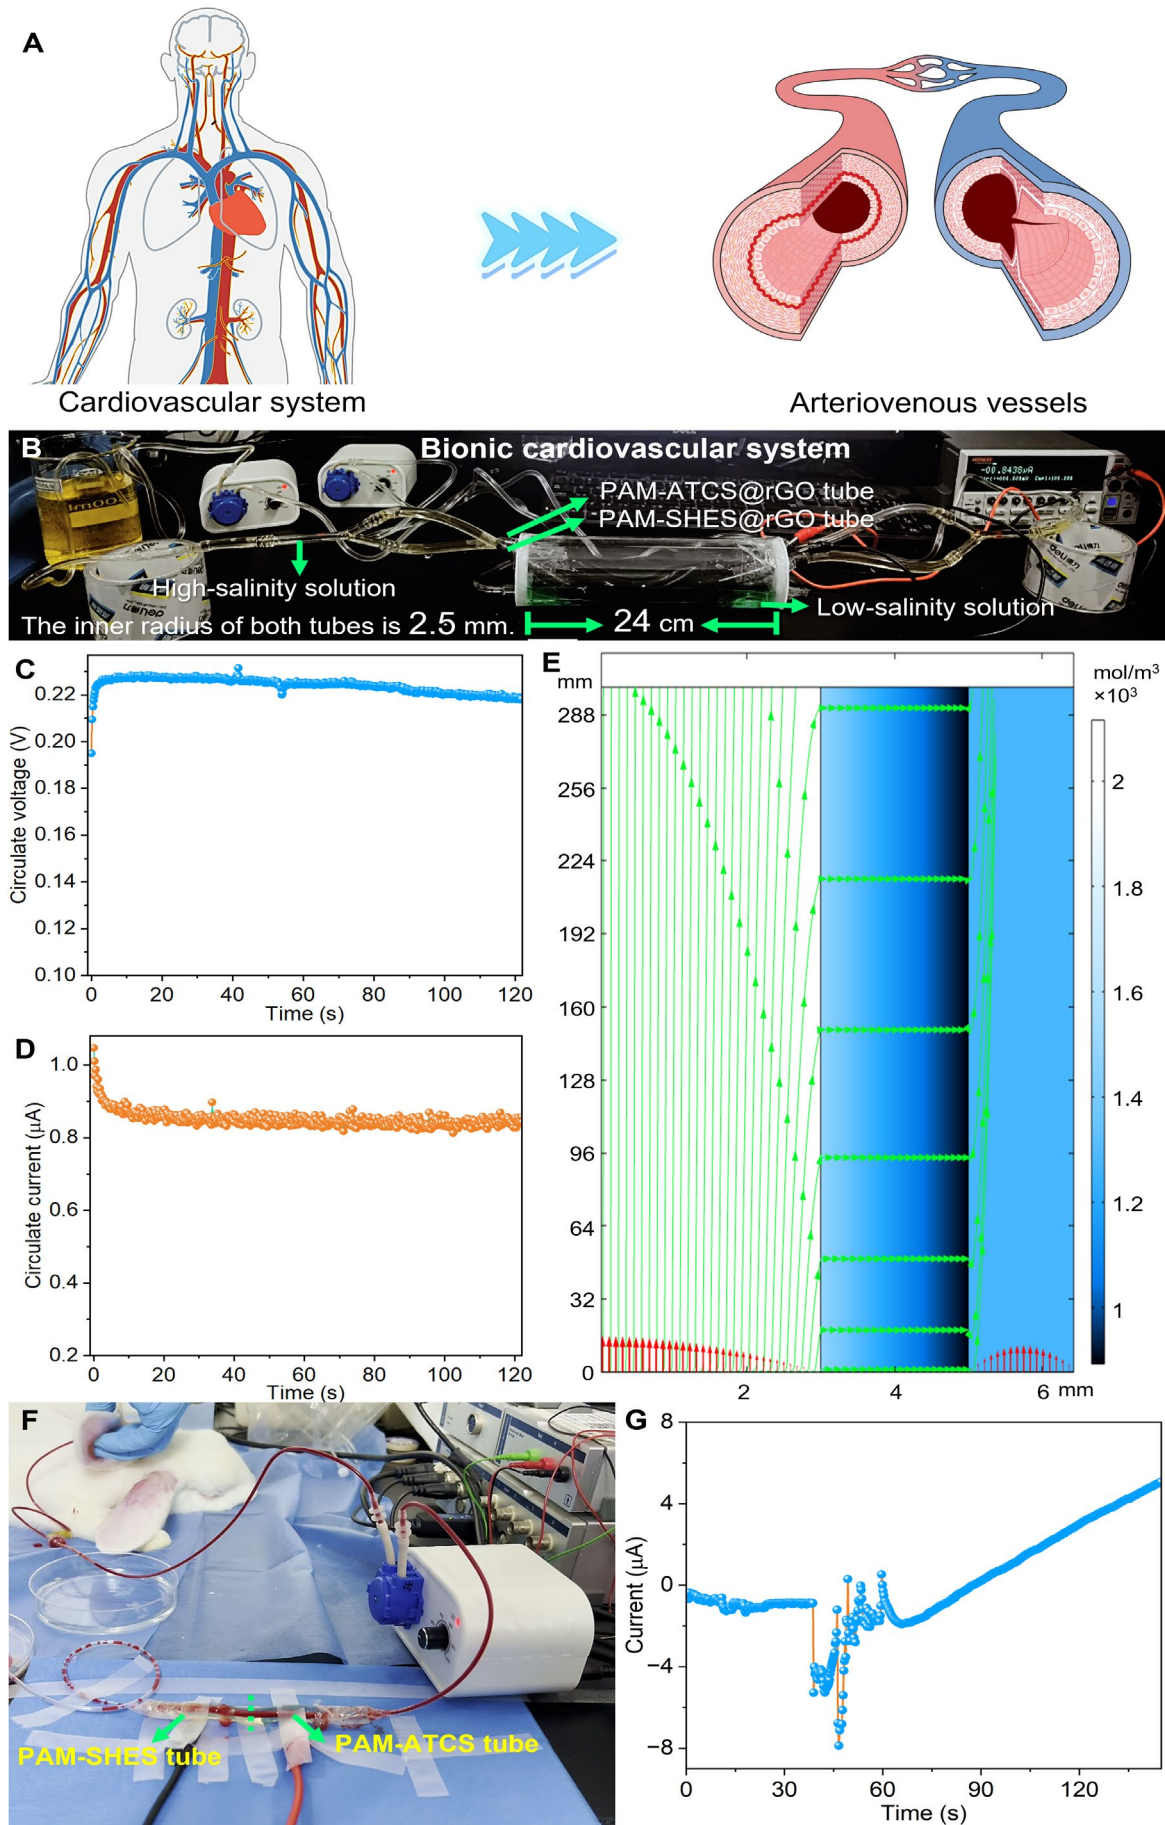 A
Cardiovascular system
Arteriovenous vessels
B
Bionic cardiovascular system
-00.8438µA
PAM-ATCS@rGO tube
PAM-SHES@rGO tube
High-salinity solution
Low-salinity solution
The inner radius of both tubes is 2.5 mm.
24 cm
C
Circulate voltage (V)
0.22
0.20
0.18
0.16
0.14
0.12
0.10
0 20 40 60 80 100 120
Time (s)
D
Circulate current (µA)
1.0
0.8
0.6
0.4
0.2
0 20 40 60 80 100 120
Time (s)
E
mm
288
256
224
192
160
128
96
64
32
0
2 4 6 mm
mol/m³
×10³
2
1.8
1.6
1.4
1.2
1
F
PAM-SHES tube
PAM-ATCS tube
G
Current (µA)
8
4
0
−4
−8
0 30 60 90 120
Time (s)